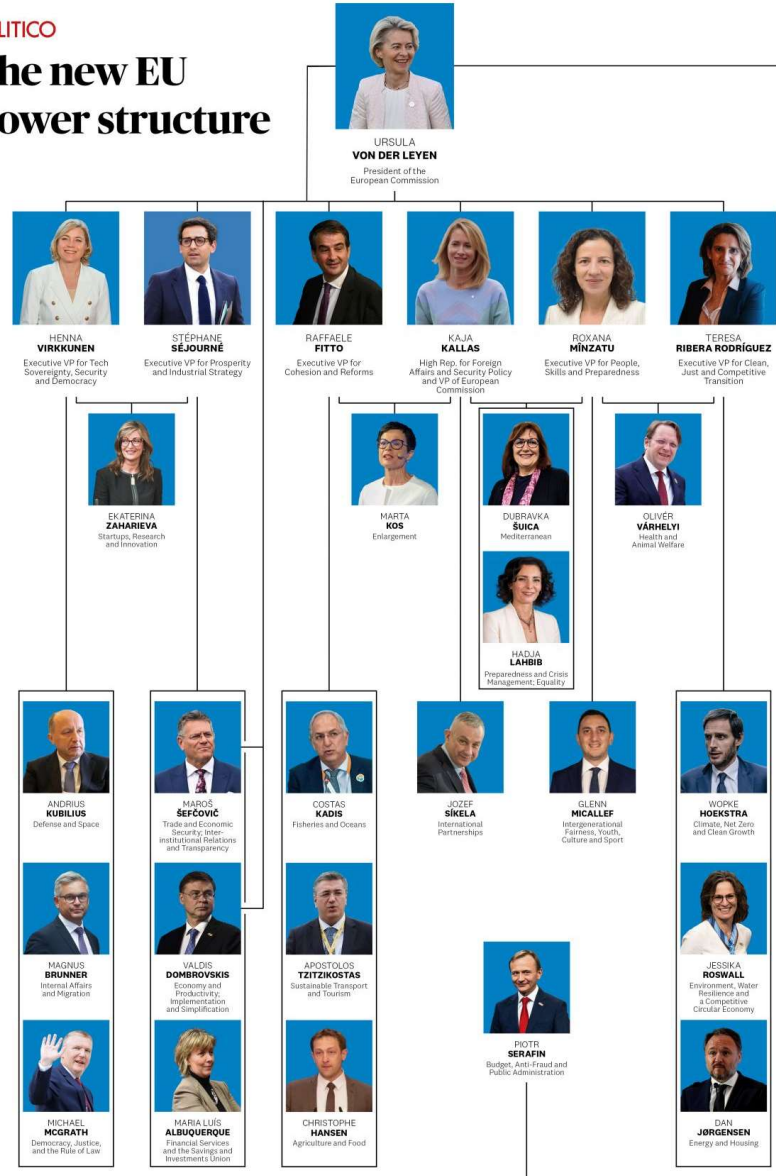 LITICO
he new EU
ower structure
URSULA
VON DER LEYEN
President of the
European Commission
HENNA
VIRKKUNEN
Executive VP for Tech
Sovereignty, Security
and Democracy
STÉPHANE
SÉJOURNÉ
Executive VP for Prosperity
and Industrial Strategy
RAFFAELE
FITTO
Executive VP for
Cohesion and Reforms
KAJA
KALLAS
High Rep. for Foreign
Affairs and Security Policy
and VP of European
Commission
ROXANA
MÎNZATU
Executive VP for People,
Skills and Preparedness
TERESA
RIBERA RODRÍGUEZ
Executive VP for Clean,
Just and Competitive
Transition
EKATERINA
ZAHARIEVA
Startups, Research
and Innovation
MARTA
KOS
Enlargement
DUBRAVKA
ŠUICA
Mediterranean
OLIVÉR
VÁRHELYI
Health and
Animal Welfare
HADJA
LAHBIB
Preparedness and Crisis
Management; Equality
ANDRIUS
KUBILIUS
Defense and Space
MAROŠ
ŠEFČOVIČ
Trade and Economic
Security; Inter-
institutional Relations
and Transparency
COSTAS
KADIS
Fisheries and Oceans
JOZEF
SÍKELA
International
Partnerships
GLENN
MICALLEF
Intergenerational
Fairness, Youth,
Culture and Sport
WOPKE
HOEKSTRA
Climate, Net Zero
and Clean Growth
MAGNUS
BRUNNER
Internal Affairs
and Migration
VALDIS
DOMBROVSKIS
Economy and
Productivity;
Implementation
and Simplification
APOSTOLOS
TZITZIKOSTAS
Sustainable Transport
and Tourism
PIOTR
SERAFIN
Budget, Anti-Fraud and
Public Administration
JESSIKA
ROSWALL
Environment, Water
Resilience and
a Competitive
Circular Economy
MICHAEL
MCGRATH
Democracy, Justice,
and the Rule of Law
MARIA LUÍS
ALBUQUERQUE
Financial Services
and the Savings and
Investments Union
CHRISTOPHE
HANSEN
Agriculture and Food
DAN
JØRGENSEN
Energy and Housing